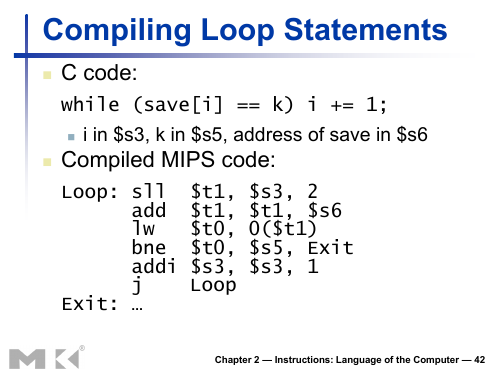 Compiling Loop Statements
C code:
while (save[i] == k) i += 1;
i in $s3, k in $s5, address of save in $s6
Compiled MIPS code:
Loop: sll $t1, $s3, 2
add $t1, $t1, $s6
lw $t0, 0($t1)
bne $t0, $s5, Exit
addi $s3, $s3, 1
j Loop
Exit: …
MK®
Chapter 2 — Instructions: Language of the Computer — 42